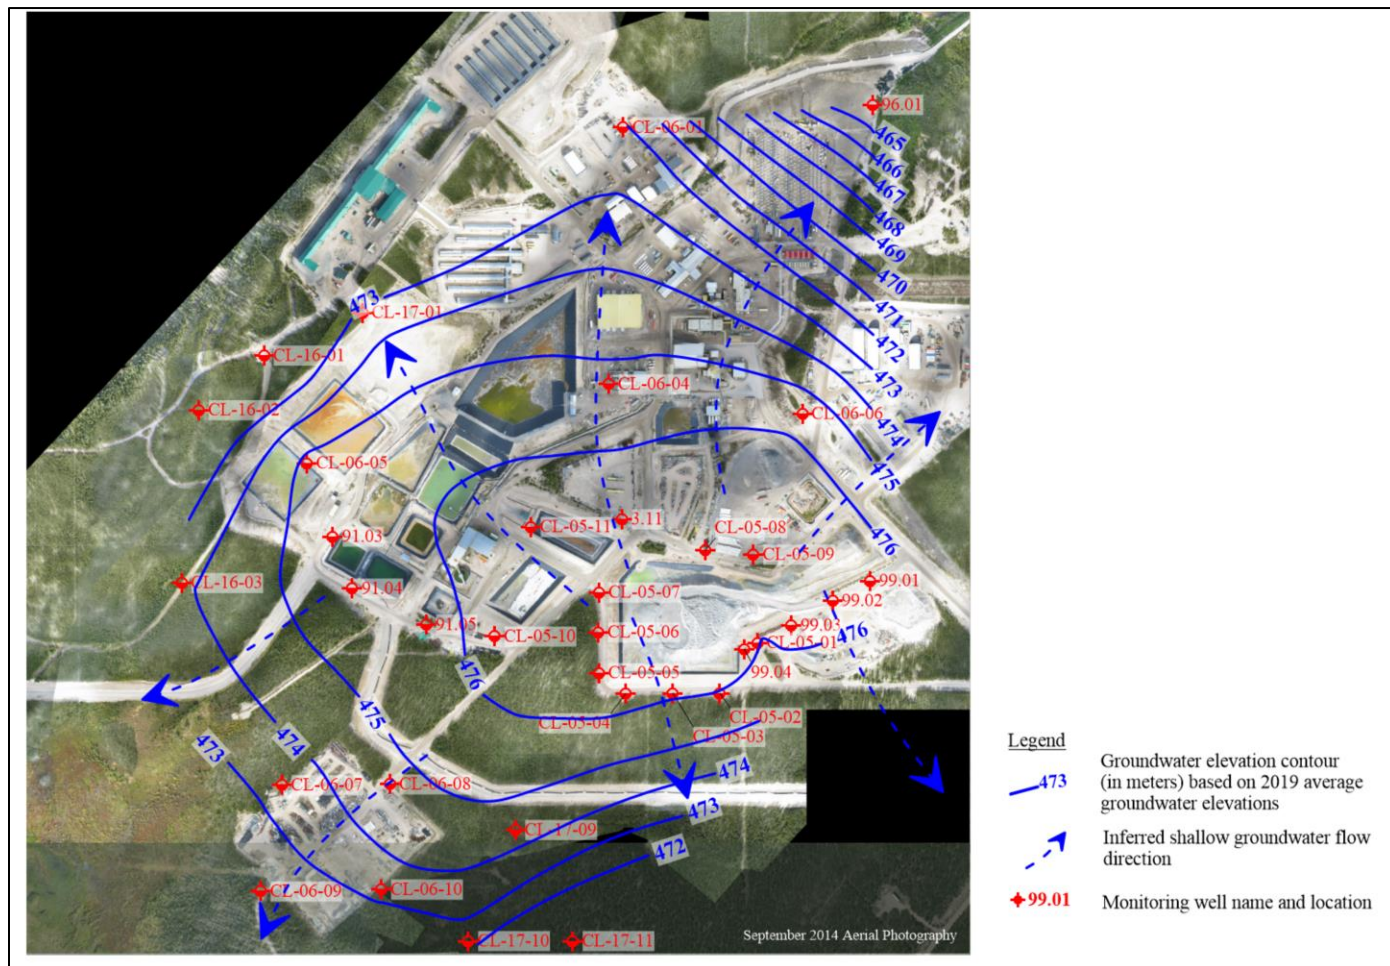 96.01
CL-06-01
465
466
467
468
469
470
471
472
473
474
475
476
473
CL-17-01
CL-16-01
CL-16-02
CL-06-04
CL-06-06
CL-06-05
CL-05-11
3.11
CL-05-08
CL-05-09
91.03
CL-16-03
91.04
99.01
CL-05-07
99.02
91.05
CL-05-10
CL-05-06
99.03
476
CL-05-01
476
CL-05-05
99.04
475
CL-05-04
CL-05-02
CL-05-03
474
473
474
CL-06-07
CL-06-08
473
CL-17-09
472
CL-06-09
CL-06-10
CL-17-10
CL-17-11
September 2014 Aerial Photography
Legend
473
Groundwater elevation contour
(in meters) based on 2019 average
groundwater elevations
Inferred shallow groundwater flow
direction
99.01
Monitoring well name and location